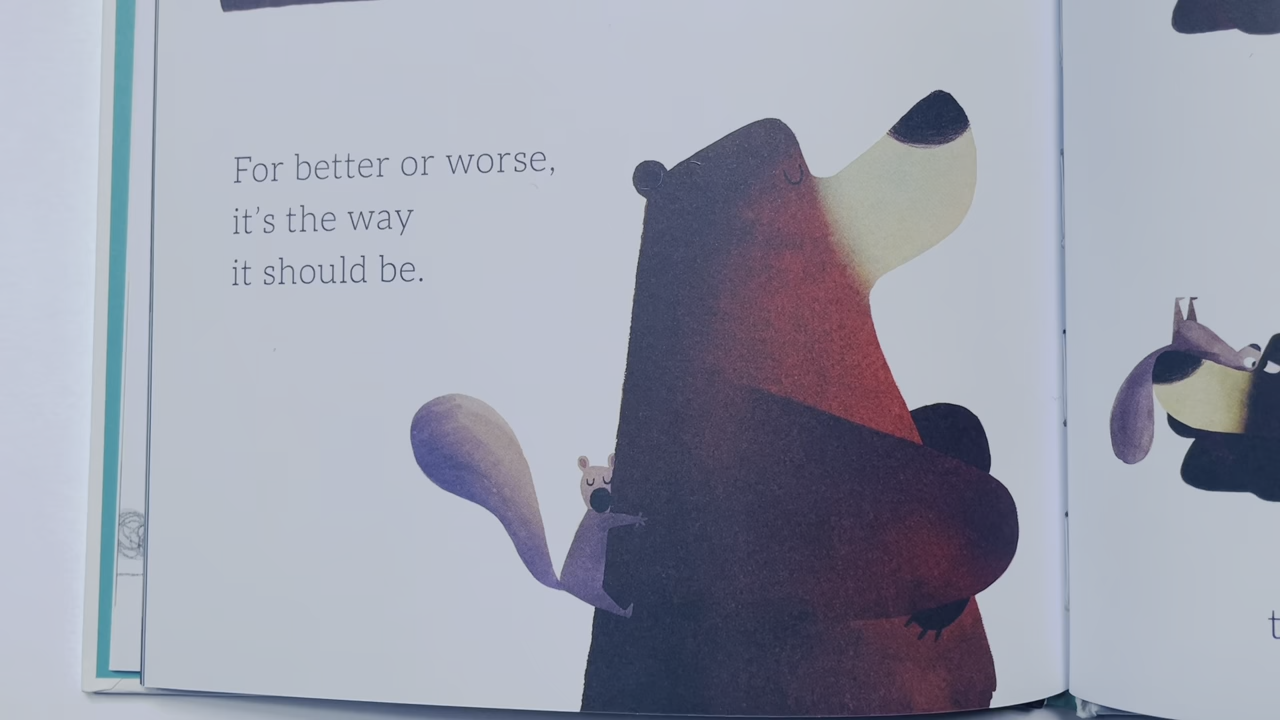 For better or worse,
it’s the way
it should be.